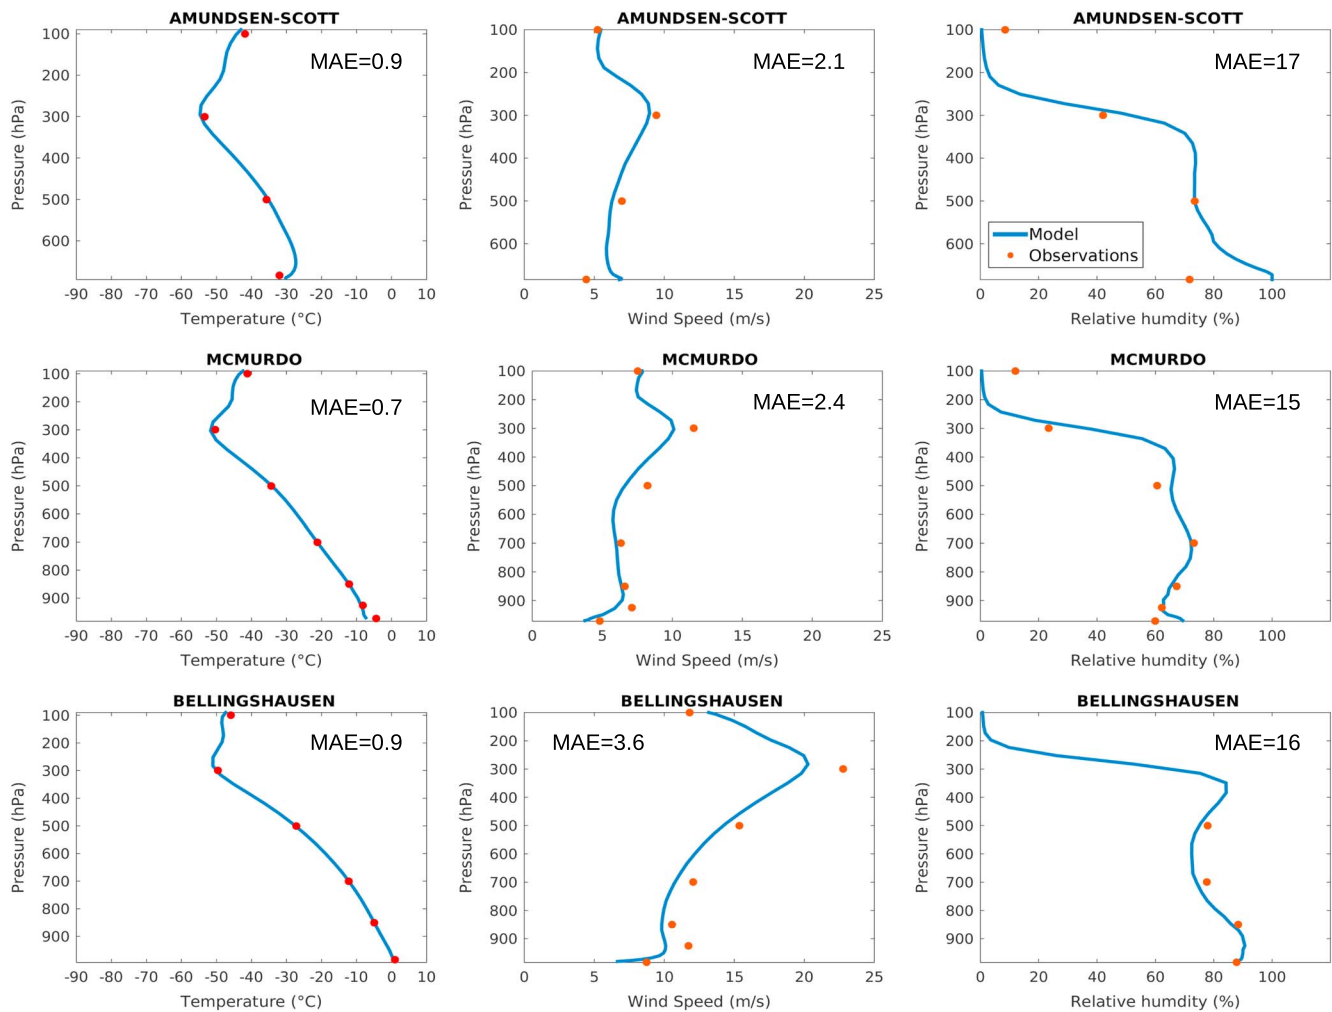 AMUNDSEN-SCOTT
MAE=0.9
100
200
300
400
500
600
Pressure (hPa)
-90 -80 -70 -60 -50 -40 -30 -20 -10 0 10
Temperature (°C)
AMUNDSEN-SCOTT
MAE=2.1
100
200
300
400
500
600
Pressure (hPa)
0 5 10 15 20 25
Wind Speed (m/s)
AMUNDSEN-SCOTT
MAE=17
100
200
300
400
500
600
Pressure (hPa)
Model
Observations
0 20 40 60 80 100
Relative humdity (%)
MCMURDO
MAE=0.7
100
200
300
400
500
600
700
800
900
Pressure (hPa)
-90 -80 -70 -60 -50 -40 -30 -20 -10 0 10
Temperature (°C)
MCMURDO
MAE=2.4
100
200
300
400
500
600
700
800
900
Pressure (hPa)
0 5 10 15 20 25
Wind Speed (m/s)
MCMURDO
MAE=15
100
200
300
400
500
600
700
800
900
Pressure (hPa)
0 20 40 60 80 100
Relative humdity (%)
BELLINGSHAUSEN
MAE=0.9
100
200
300
400
500
600
700
800
900
Pressure (hPa)
-90 -80 -70 -60 -50 -40 -30 -20 -10 0 10
Temperature (°C)
BELLINGSHAUSEN
MAE=3.6
100
200
300
400
500
600
700
800
900
Pressure (hPa)
0 5 10 15 20 25
Wind Speed (m/s)
BELLINGSHAUSEN
MAE=16
100
200
300
400
500
600
700
800
900
Pressure (hPa)
0 20 40 60 80 100
Relative humdity (%)